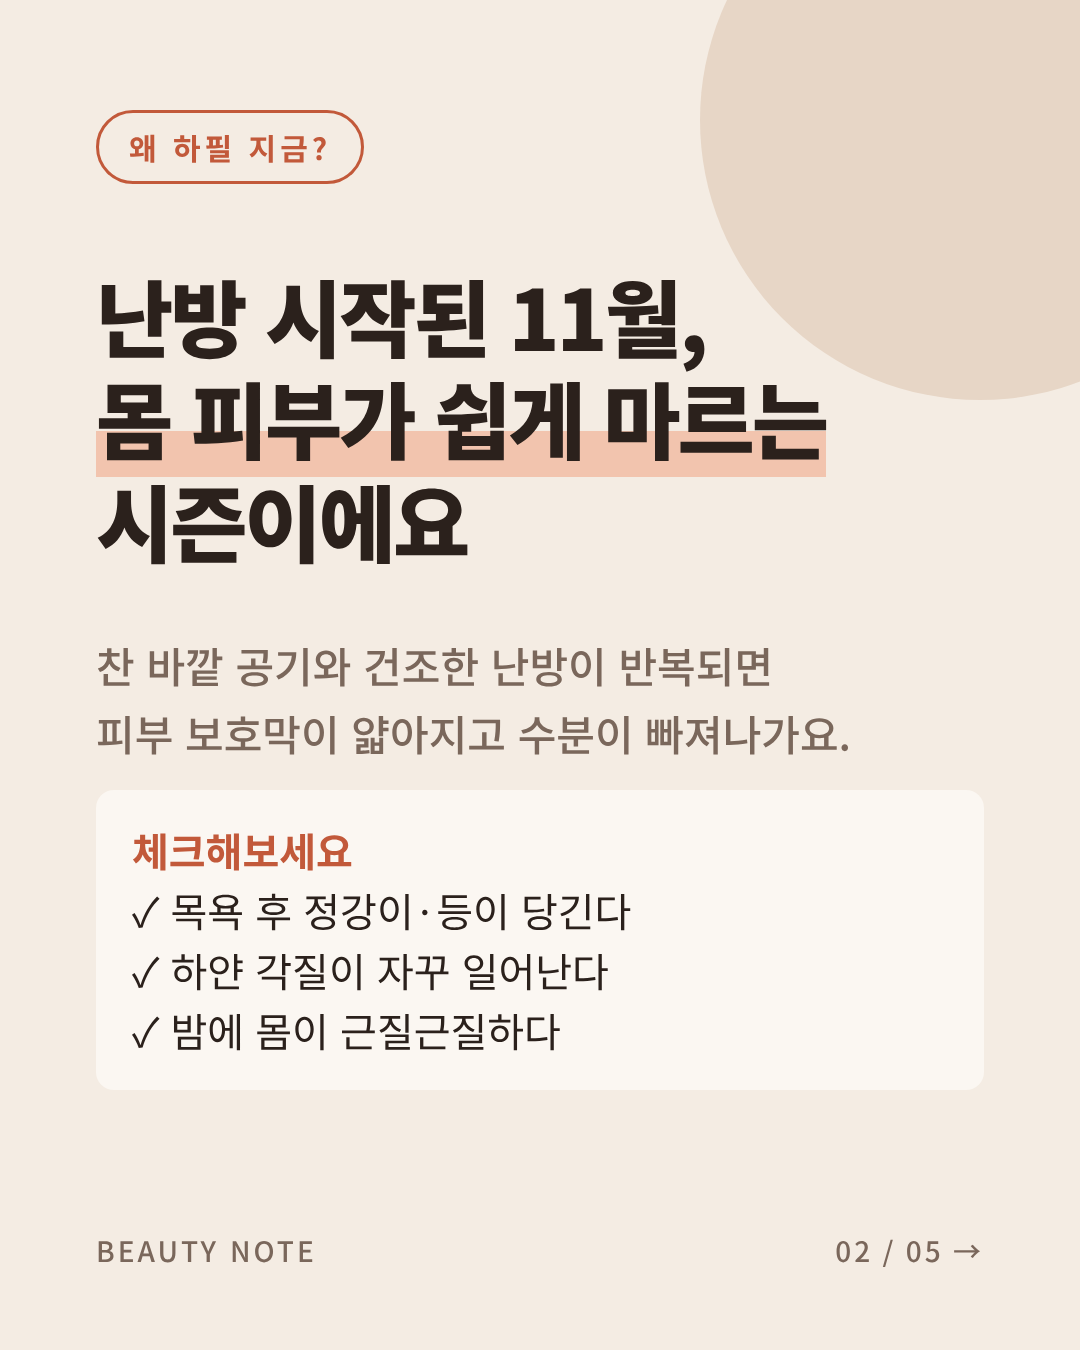 왜 하필 지금?
난방 시작된 11월,
몸 피부가 쉽게 마르는
시즌이에요
찬 바깥 공기와 건조한 난방이 반복되면
피부 보호막이 얇아지고 수분이 빠져나가요.
체크해보세요
✓ 목욕 후 정강이·등이 당긴다
✓ 하얀 각질이 자꾸 일어난다
✓ 밤에 몸이 근질근질하다
BEAUTY NOTE
02 / 05 →